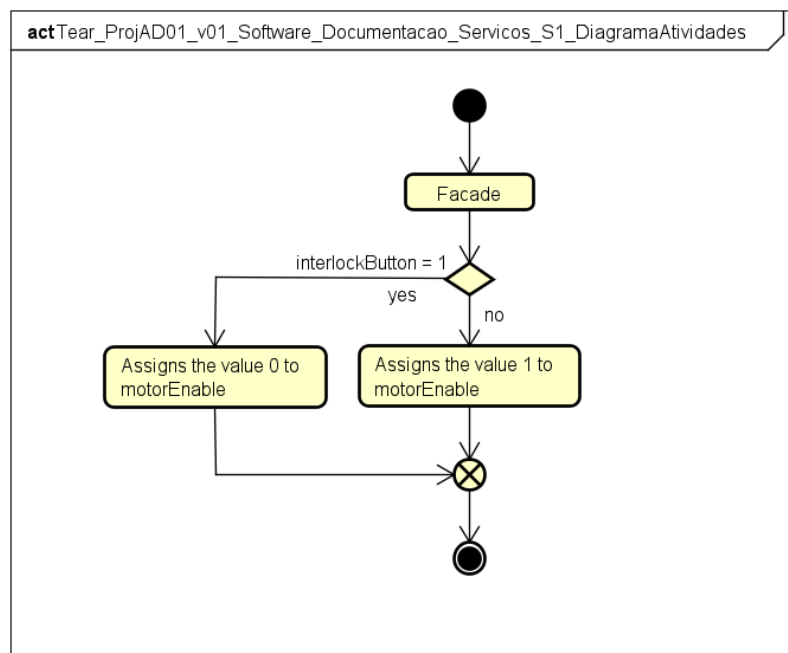 act Tear_ProjAD01_v01_Software_Documentacao_Servicos_S1_DiagramaAtividades
Facade
interlockButton = 1
yes
no
Assigns the value 0 to
motorEnable
Assigns the value 1 to
motorEnable